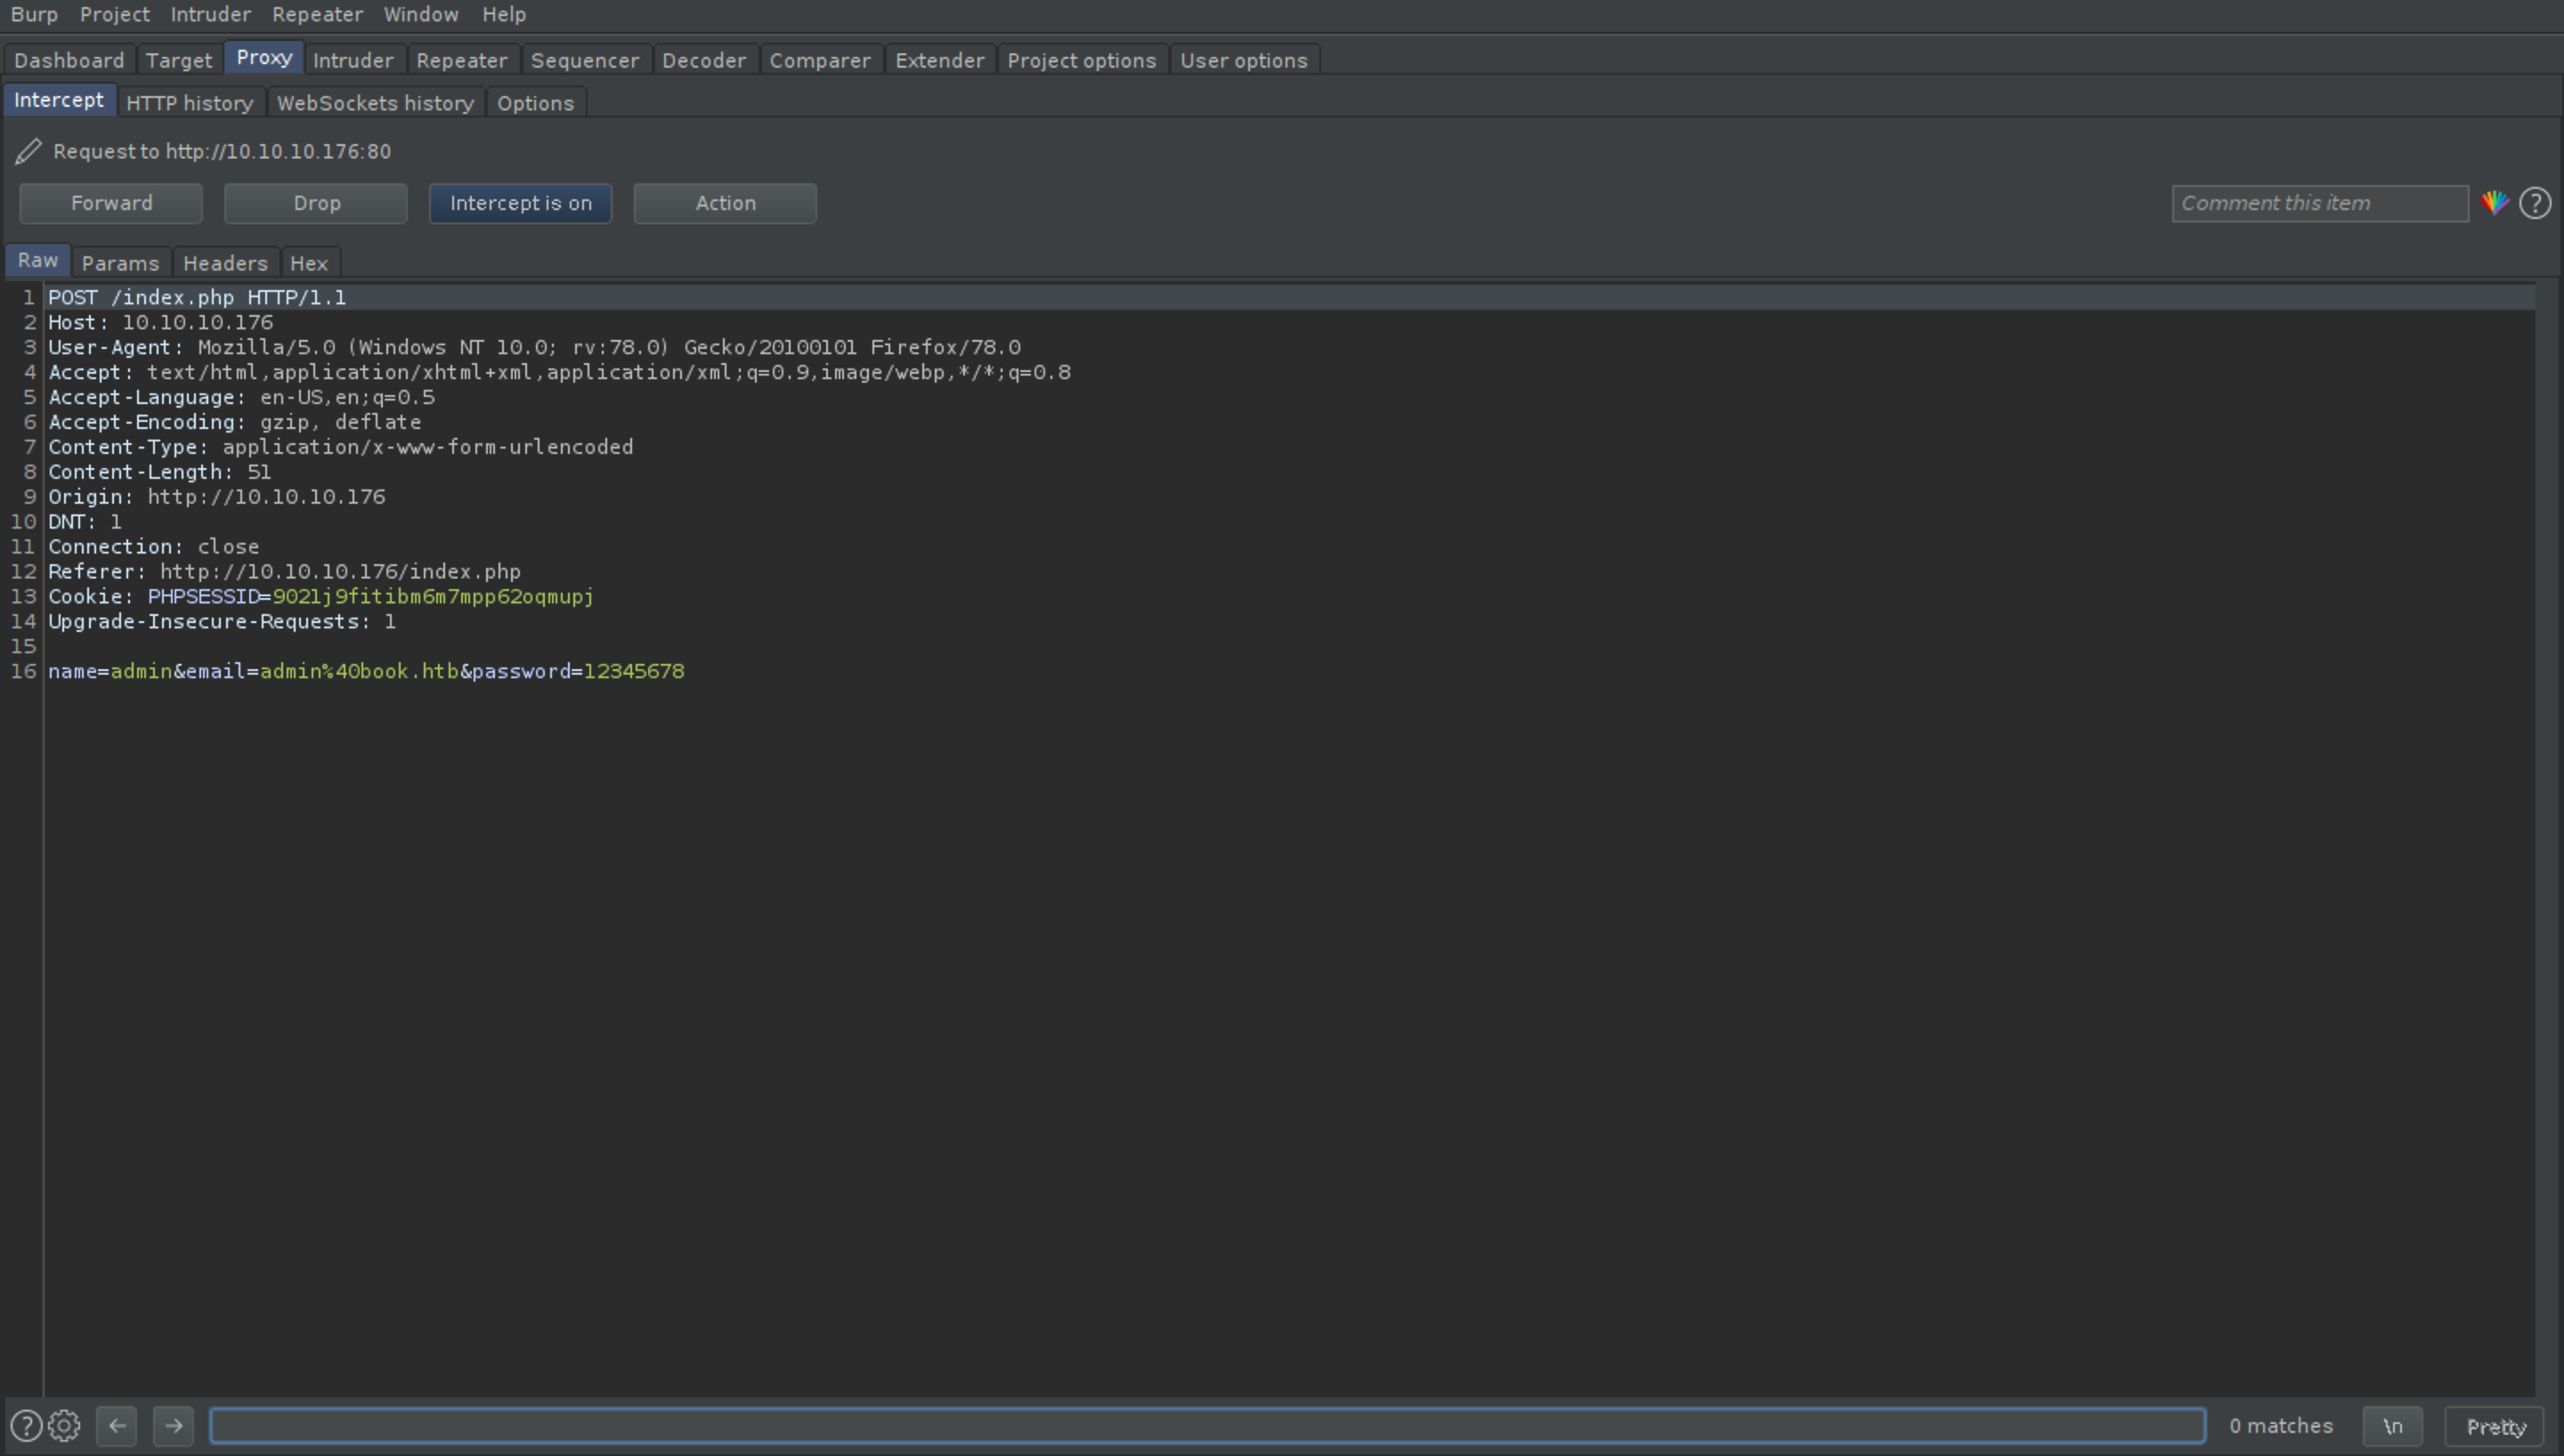 Burp Project Intruder Repeater Window Help
Dashboard Target Proxy Intruder Repeater Sequencer Decoder Comparer Extender Project options User options
Intercept HTTP history WebSockets history Options
Request to http://10.10.10.176:80
Forward Drop Intercept is on Action Comment this item ?
Raw Params Headers Hex
1 POST /index.php HTTP/1.1
2 Host: 10.10.10.176
3 User-Agent: Mozilla/5.0 (Windows NT 10.0; rv:78.0) Gecko/20100101 Firefox/78.0
4 Accept: text/html,application/xhtml+xml,application/xml;q=0.9,image/webp,*/*;q=0.8
5 Accept-Language: en-US,en;q=0.5
6 Accept-Encoding: gzip, deflate
7 Content-Type: application/x-www-form-urlencoded
8 Content-Length: 51
9 Origin: http://10.10.10.176
10 DNT: 1
11 Connection: close
12 Referer: http://10.10.10.176/index.php
13 Cookie: PHPSESSID=902lj9fitibm6m7mpp62oqmupj
14 Upgrade-Insecure-Requests: 1
15
16 name=admin&email=admin%40book.htb&password=12345678
? ← → 0 matches \n Pretty